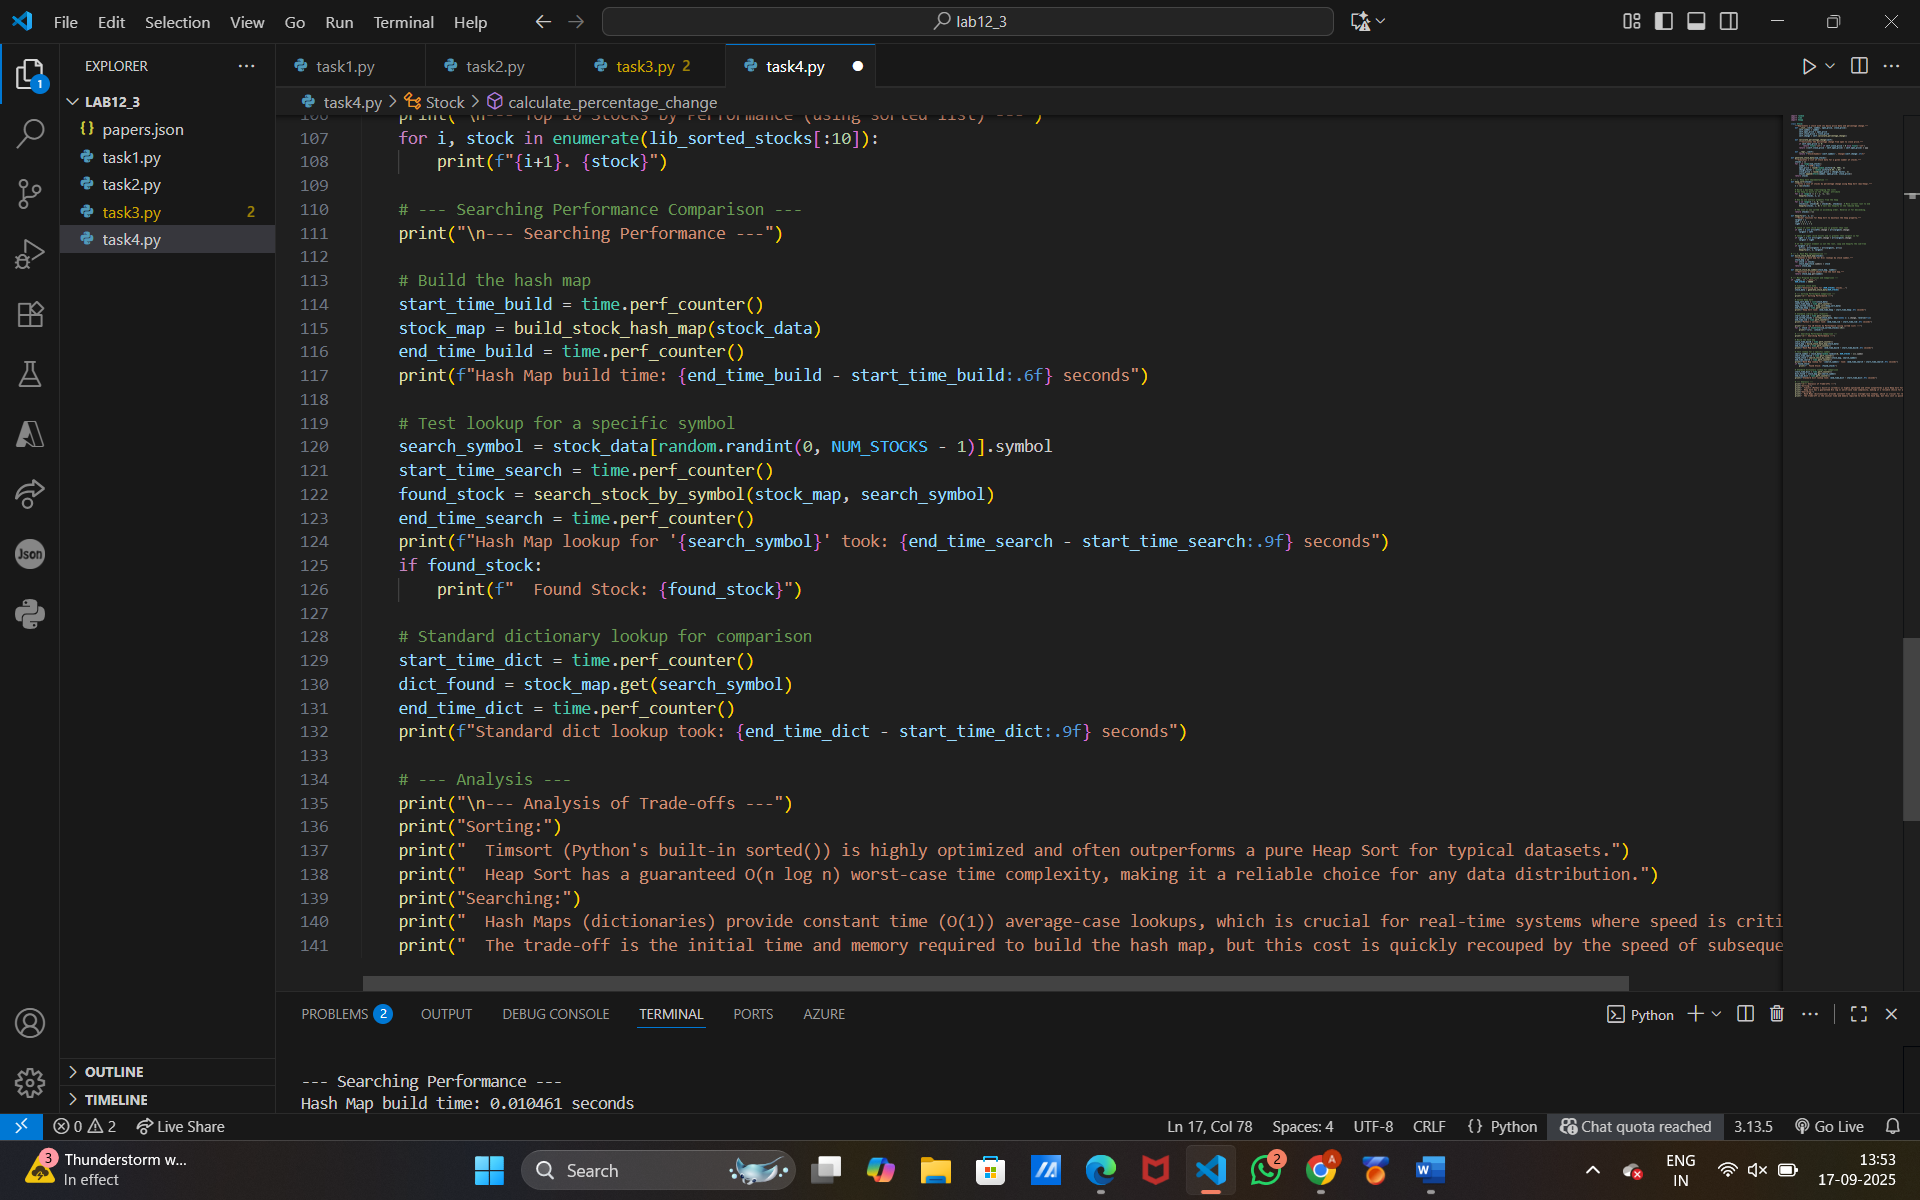 File Edit Selection View Go Run Terminal Help
lab12_3
EXPLORER
LAB12_3
papers.json
task1.py
task2.py
task3.py 2
task4.py
1
Json
OUTLINE
TIMELINE
task1.py task2.py task3.py 2 task4.py
task4.py > Stock > calculate_percentage_change
106 print("\n--- Top 10 Stocks by Performance (using sorted list) ---")
107 for i, stock in enumerate(lib_sorted_stocks[:10]):
108 print(f"{i+1}. {stock}")
109
110 # --- Searching Performance Comparison ---
111 print("\n--- Searching Performance ---")
112
113 # Build the hash map
114 start_time_build = time.perf_counter()
115 stock_map = build_stock_hash_map(stock_data)
116 end_time_build = time.perf_counter()
117 print(f"Hash Map build time: {end_time_build - start_time_build:.6f} seconds")
118
119 # Test lookup for a specific symbol
120 search_symbol = stock_data[random.randint(0, NUM_STOCKS - 1)].symbol
121 start_time_search = time.perf_counter()
122 found_stock = search_stock_by_symbol(stock_map, search_symbol)
123 end_time_search = time.perf_counter()
124 print(f"Hash Map lookup for '{search_symbol}' took: {end_time_search - start_time_search:.9f} seconds")
125 if found_stock:
126 print(f"  Found Stock: {found_stock}")
127
128 # Standard dictionary lookup for comparison
129 start_time_dict = time.perf_counter()
130 dict_found = stock_map.get(search_symbol)
131 end_time_dict = time.perf_counter()
132 print(f"Standard dict lookup took: {end_time_dict - start_time_dict:.9f} seconds")
133
134 # --- Analysis ---
135 print("\n--- Analysis of Trade-offs ---")
136 print("Sorting:")
137 print("  Timsort (Python's built-in sorted()) is highly optimized and often outperforms a pure Heap Sort for typical datasets.")
138 print("  Heap Sort has a guaranteed O(n log n) worst-case time complexity, making it a reliable choice for any data distribution.")
139 print("Searching:")
140 print("  Hash Maps (dictionaries) provide constant time (O(1)) average-case lookups, which is crucial for real-time systems where speed is criti
141 print("  The trade-off is the initial time and memory required to build the hash map, but this cost is quickly recouped by the speed of subseque
PROBLEMS 2 OUTPUT DEBUG CONSOLE TERMINAL PORTS AZURE
Python
--- Searching Performance ---
Hash Map build time: 0.010461 seconds
0 2 Live Share
Ln 17, Col 78 Spaces: 4 UTF-8 CRLF {} Python Chat quota reached 3.13.5 Go Live
3 Thunderstorm w...
In effect
Search
2
A
ENG
IN
13:53
17-09-2025